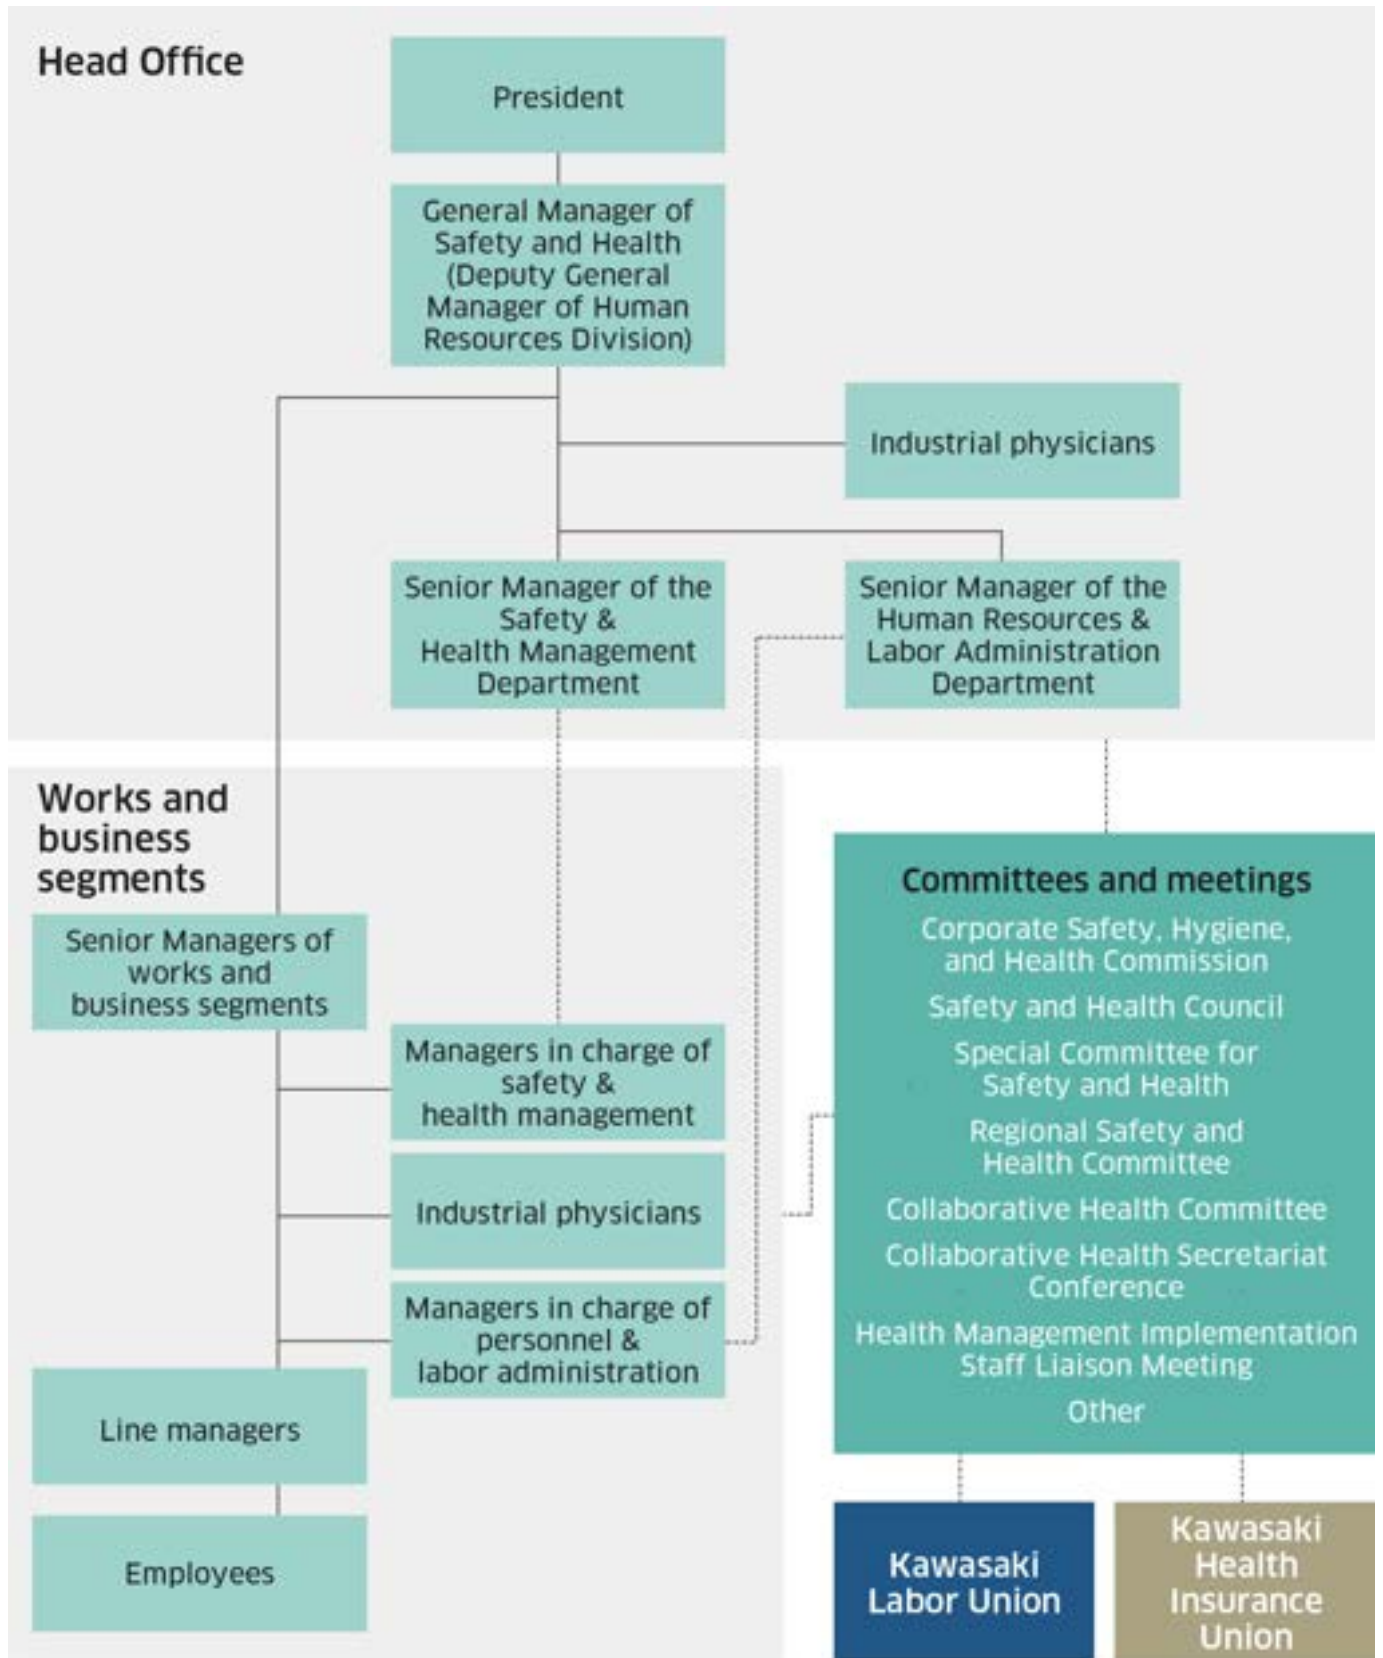 Head Office
President
General Manager of
Safety and Health
(Deputy General
Manager of Human
Resources Division)
Industrial physicians
Senior Manager of the
Safety &
Health Management
Department
Senior Manager of the
Human Resources &
Labor Administration
Department
Works and
business
segments
Senior Managers of
works and
business segments
Managers in charge of
safety &
health management
Industrial physicians
Managers in charge of
personnel &
labor administration
Line managers
Employees
Committees and meetings
Corporate Safety, Hygiene,
and Health Commission
Safety and Health Council
Special Committee for
Safety and Health
Regional Safety and
Health Committee
Collaborative Health Committee
Collaborative Health Secretariat
Conference
Health Management Implementation
Staff Liaison Meeting
Other
Kawasaki
Labor Union
Kawasaki
Health
Insurance
Union